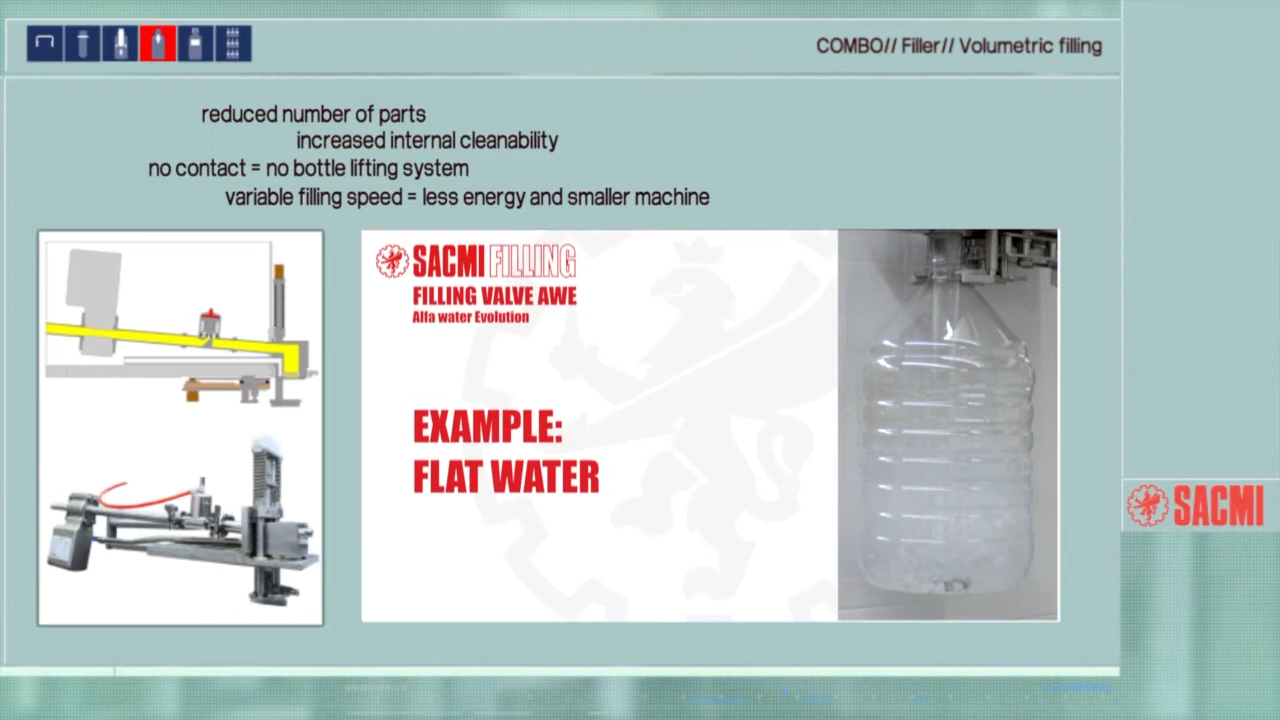 COMBO// Filler// Volumetric filling
reduced number of parts
increased internal cleanability
no contact = no bottle lifting system
variable filling speed = less energy and smaller machine
SACMI FILLING
FILLING VALVE AWE
Alfa water Evolution
EXAMPLE:
FLAT WATER
SACMI